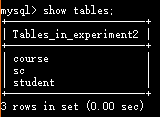 mysql> show tables;
+-----------------------+
| Tables_in_experiment2 |
+-----------------------+
| course
| sc
| student
+-----------------------+
3 rows in set (0.00 sec)